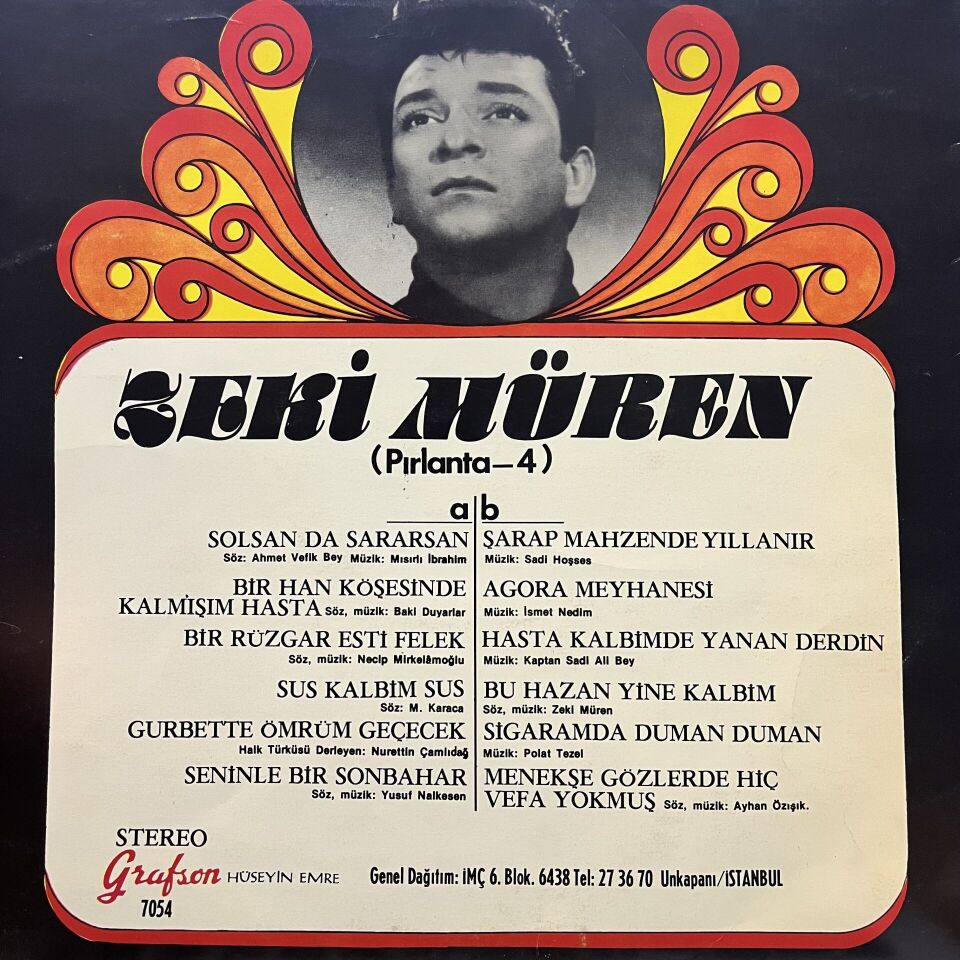 ZEKİ MÜREN
(Pırlanta—4)
a b
SOLSAN DA SARARSAN
Söz: Ahmet Vefik Bey Müzik: Mısırlı İbrahim
BİR HAN KÖŞESİNDE
KALMIŞIM HASTA Söz, müzik: Baki Duyarlar
BİR RÜZGAR ESTİ FELEK
Söz, müzik: Necip Mirkelâmoğlu
SUS KALBİM SUS
Söz: M. Karaca
GURBETTE ÖMRÜM GEÇECEK
Halk Türküsü Derleyen: Nurettin Çamlıdağ
SENİNLE BİR SONBAHAR
Söz, müzik: Yusuf Nalkesen
ŞARAP MAHZENDE YILLANIR
Müzik: Sadi Hoşses
AGORA MEYHANESİ
Müzik: İsmet Nedim
HASTA KALBİMDE YANAN DERDİN
Müzik: Kaptan Sadi Ali Bey
BU HAZAN YİNE KALBİM
Söz, müzik: Zeki Müren
SİGARAMDA DUMAN DUMAN
Müzik: Polat Tezel
MENEKŞE GÖZLERDE HİÇ
VEFA YOKMUŞ Söz, müzik: Ayhan Özışık.
STEREO
Grafson HÜSEYİN EMRE
7054
Genel Dağıtım: İMÇ 6. Blok. 6438 Tel: 27 36 70 Unkapanı/İSTANBUL